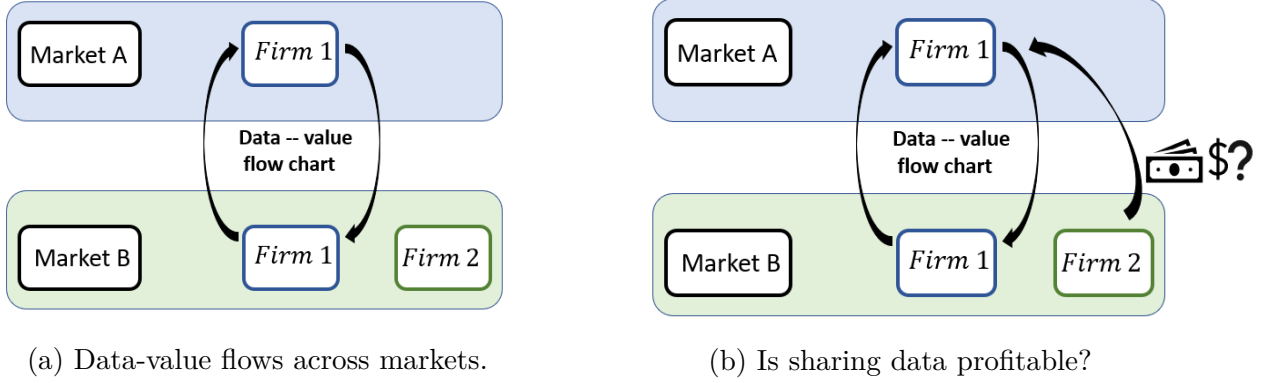 Market A
Firm 1
Data -- value
flow chart
Market B
Firm 1
Firm 2
(a) Data-value flows across markets.
Market A
Firm 1
Data -- value
flow chart
$?
Market B
Firm 1
Firm 2
(b) Is sharing data profitable?